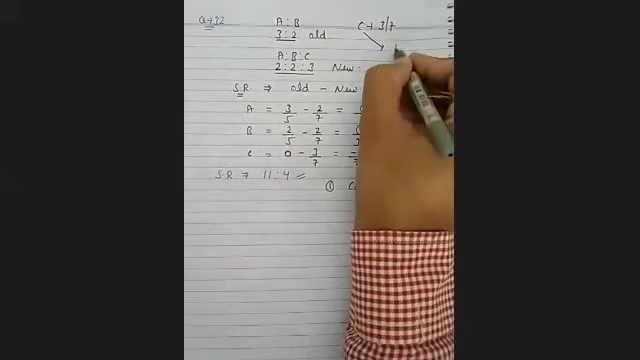 Q→32
A:B
3:2 old
C → 3/7
A:B:C
2:2:3 New
S.R. ⇒ old - New
A = 3/5 - 2/7 =
B = 2/5 - 2/7 =
C = 0 - 3/7 =
S.R ⇒ 11:4
①